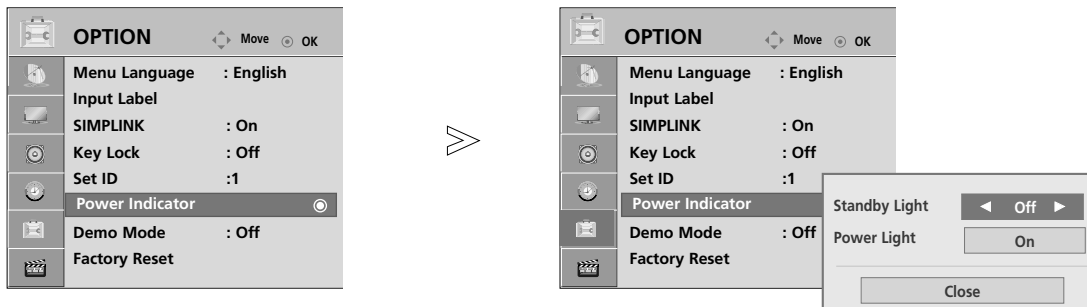 OPTION Move OK
Menu Language : English
Input Label
SIMPLINK : On
Key Lock : Off
Set ID :1
Power Indicator
Demo Mode : Off
Factory Reset
OPTION Move OK
Menu Language : English
Input Label
SIMPLINK : On
Key Lock : Off
Set ID :1
Power Indicator
Demo Mode : Off
Factory Reset
Standby Light ◄ Off ►
Power Light On
Close